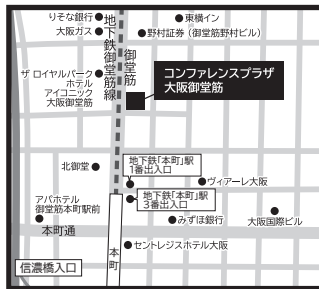 りそな銀行
大阪ガス
地下鉄御堂筋線
御堂筋
東横イン
野村証券（御堂筋野村ビル）
ザ ロイヤルパーク
ホテル
アイコニック
大阪御堂筋
コンファレンスプラザ
大阪御堂筋
北御堂
地下鉄「本町」駅
1番出入口
ヴィアーレ大阪
アパホテル
御堂筋本町駅前
地下鉄「本町」駅
3番出入口
みずほ銀行
大阪国際ビル
本町通
本町
セントレジスホテル大阪
信濃橋入口